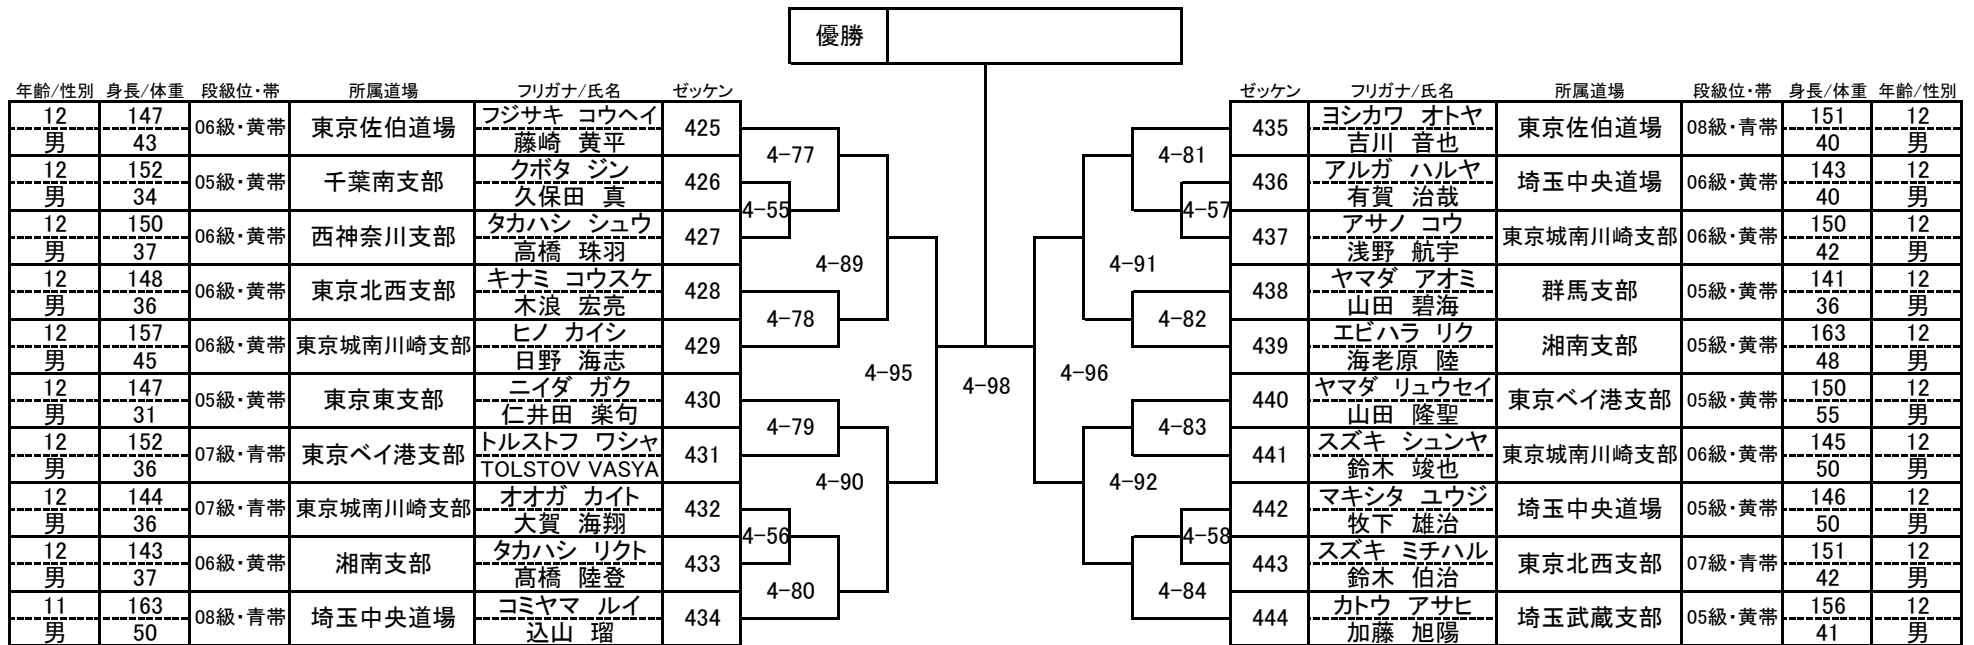 優勝
年齢/性別 身長/体重 段級位・帯 所属道場 フリガナ/氏名 ゼッケン
12 147 06級・黄帯 東京佐伯道場 フジサキ コウヘイ 425
男 43 藤崎 黄平
12 152 05級・黄帯 千葉南支部 クボタ ジン 426
男 34 久保田 真
12 150 06級・黄帯 西神奈川支部 タカハシ シュウ 427
男 37 高橋 珠羽
12 148 06級・黄帯 東京北西支部 キナミ コウスケ 428
男 36 木浪 宏亮
12 157 06級・黄帯 東京城南川崎支部 ヒノ カイシ 429
男 45 日野 海志
12 147 05級・黄帯 東京東支部 ニイダ ガク 430
男 31 仁井田 楽句
12 152 07級・青帯 東京ベイ港支部 トルストフ ワシャ 431
男 36 TOLSTOV VASYA
12 144 07級・青帯 東京城南川崎支部 オオガ カイト 432
男 36 大賀 海翔
12 143 06級・黄帯 湘南支部 タカハシ リクト 433
男 37 髙橋 陸登
11 163 08級・青帯 埼玉中央道場 コミヤマ ルイ 434
男 50 込山 瑠
4-77
4-55
4-89
4-78
4-95
4-79
4-90
4-56
4-80
4-98
4-81
4-57
4-91
4-82
4-96
4-83
4-92
4-58
4-84
ゼッケン フリガナ/氏名 所属道場 段級位・帯 身長/体重 年齢/性別
435 ヨシカワ オトヤ 東京佐伯道場 08級・青帯 151 12
吉川 音也 40 男
436 アルガ ハルヤ 埼玉中央道場 06級・黄帯 143 12
有賀 治哉 40 男
437 アサノ コウ 東京城南川崎支部 06級・黄帯 150 12
浅野 航宇 42 男
438 ヤマダ アオミ 群馬支部 05級・黄帯 141 12
山田 碧海 36 男
439 エビハラ リク 湘南支部 05級・黄帯 163 12
海老原 陸 48 男
440 ヤマダ リュウセイ 東京ベイ港支部 05級・黄帯 150 12
山田 隆聖 55 男
441 スズキ シュンヤ 東京城南川崎支部 06級・黄帯 145 12
鈴木 竣也 50 男
442 マキシタ ユウジ 埼玉中央道場 05級・黄帯 146 12
牧下 雄治 50 男
443 スズキ ミチハル 東京北西支部 07級・青帯 151 12
鈴木 伯治 42 男
444 カトウ アサヒ 埼玉武蔵支部 05級・黄帯 156 12
加藤 旭陽 41 男